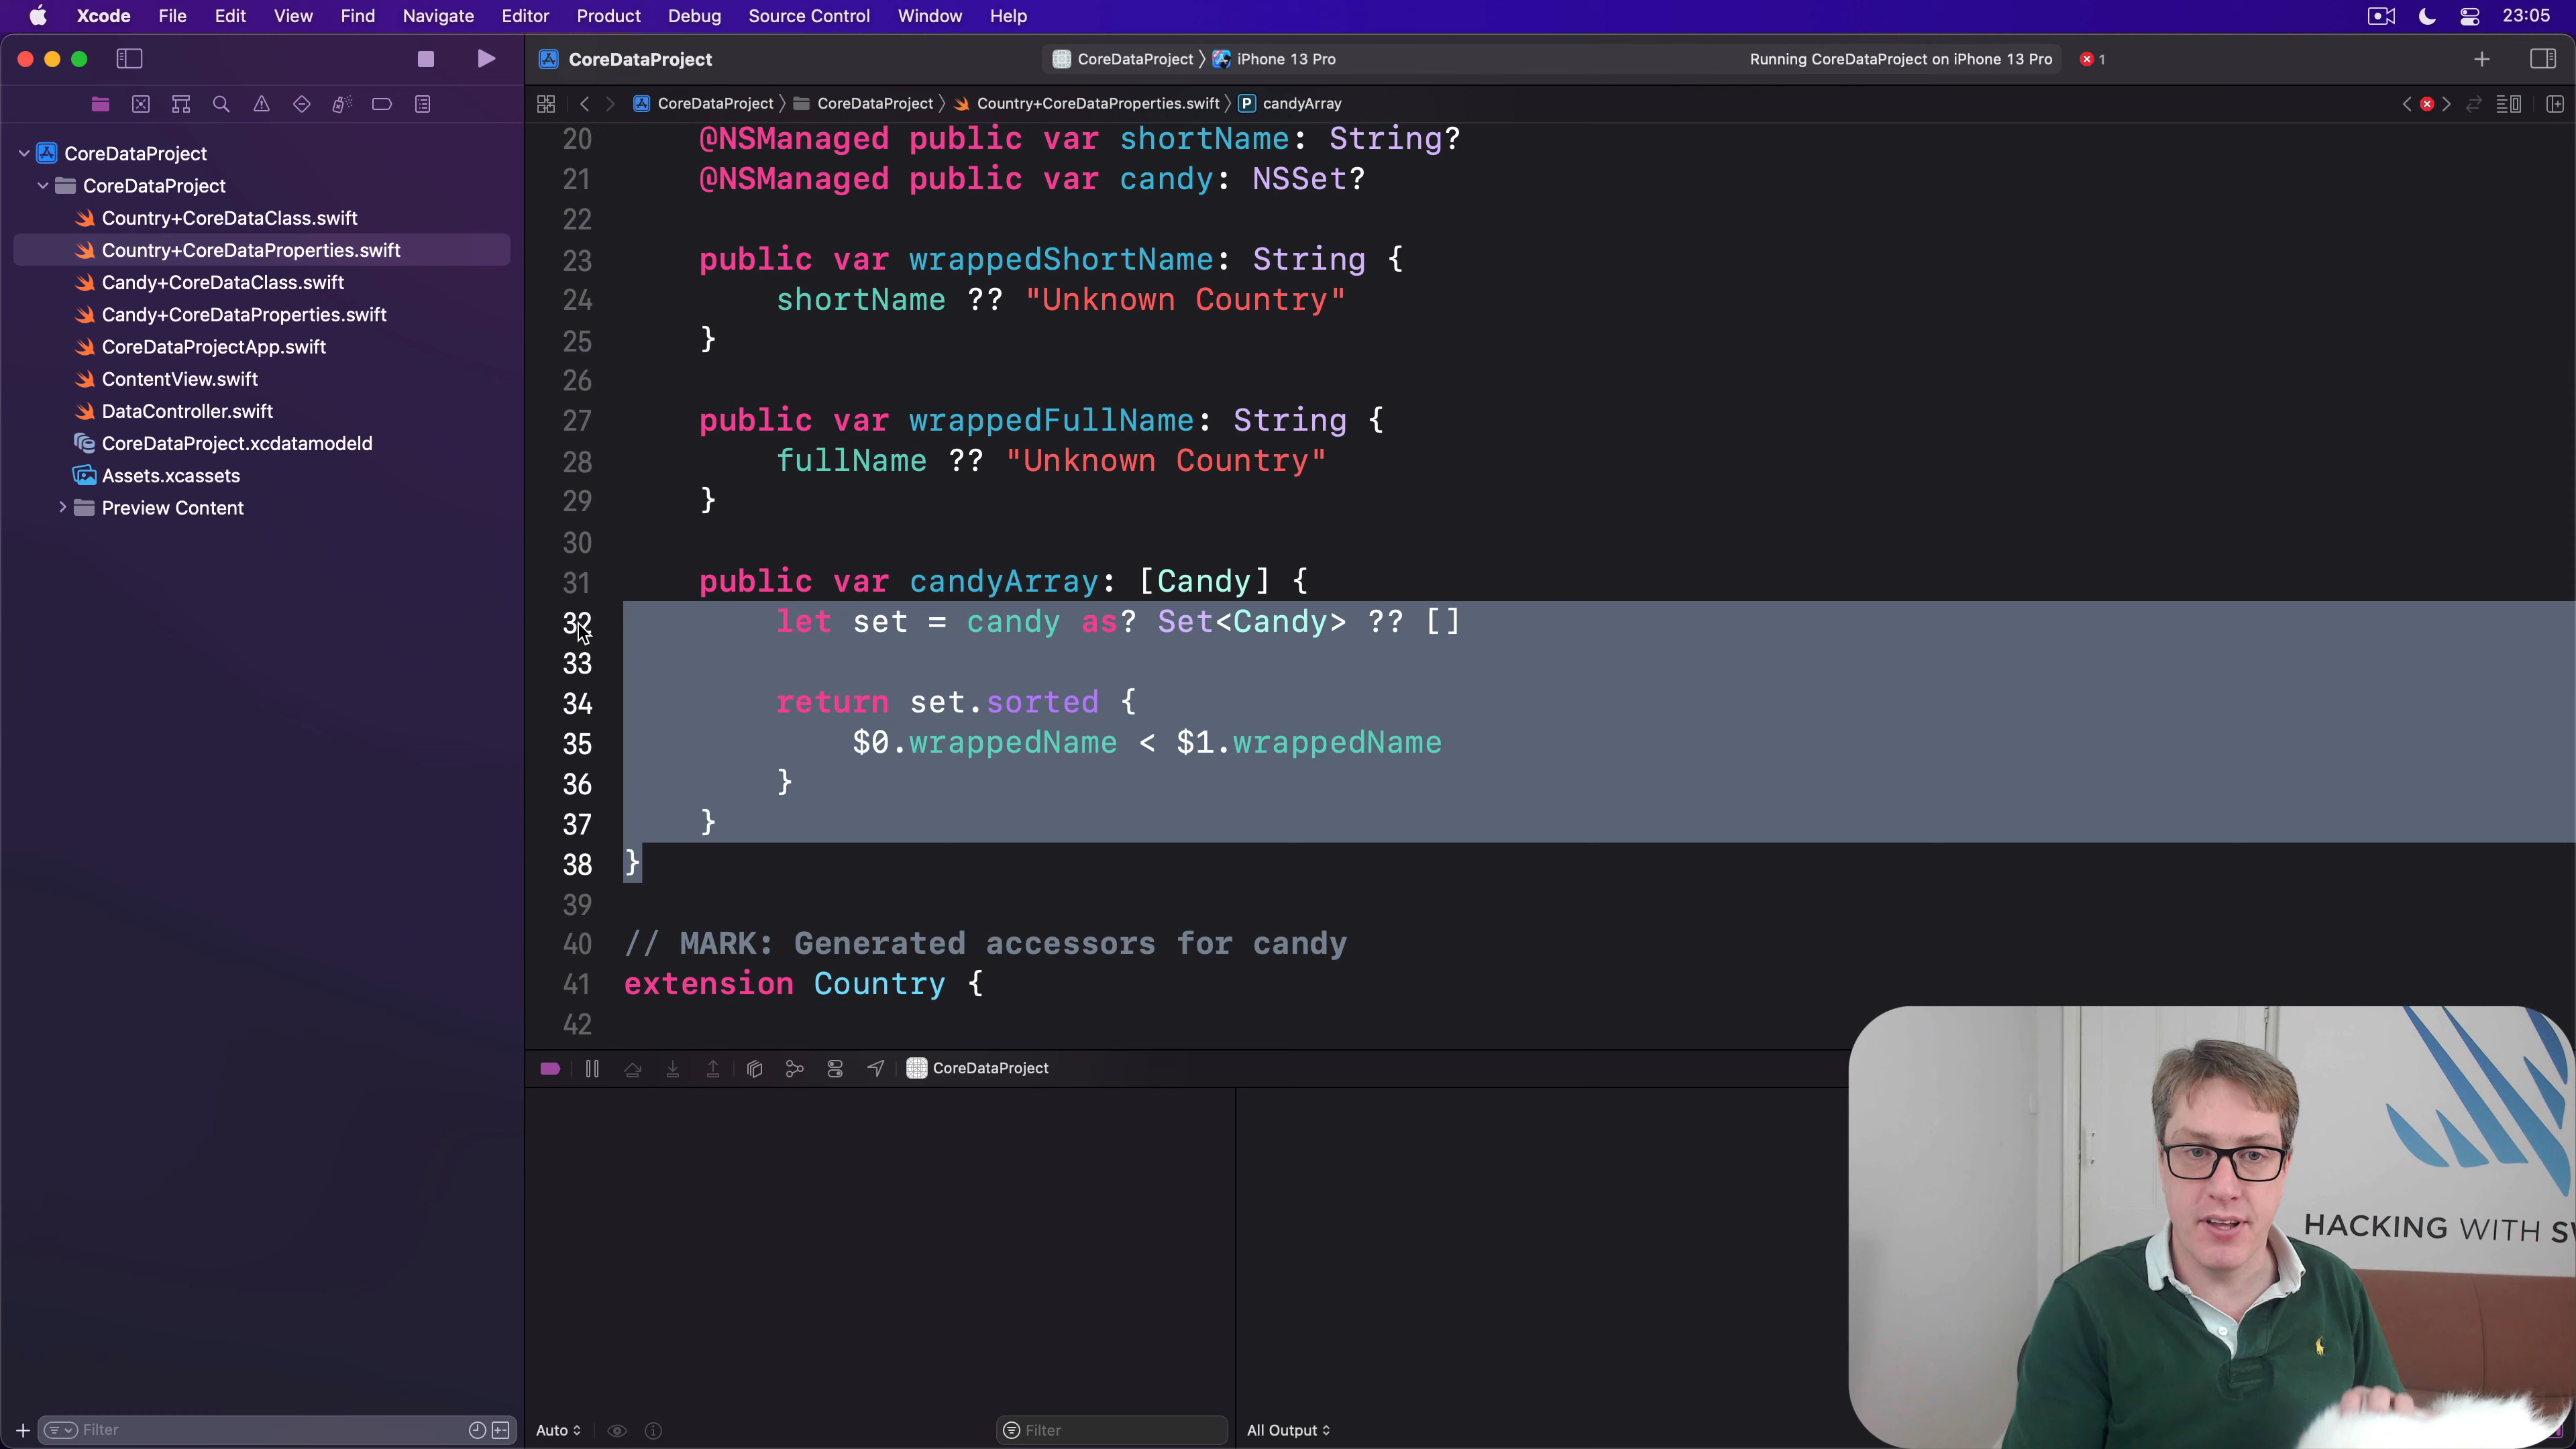 Xcode File Edit View Find Navigate Editor Product Debug Source Control Window Help 23:05
CoreDataProject CoreDataProject iPhone 13 Pro Running CoreDataProject on iPhone 13 Pro 1
CoreDataProject CoreDataProject Country+CoreDataProperties.swift P candyArray
CoreDataProject
CoreDataProject
Country+CoreDataClass.swift
Country+CoreDataProperties.swift
Candy+CoreDataClass.swift
Candy+CoreDataProperties.swift
CoreDataProjectApp.swift
ContentView.swift
DataController.swift
CoreDataProject.xcdatamodeld
Assets.xcassets
Preview Content
Filter
20 @NSManaged public var shortName: String?
21 @NSManaged public var candy: NSSet?
22
23 public var wrappedShortName: String {
24 shortName ?? "Unknown Country"
25 }
26
27 public var wrappedFullName: String {
28 fullName ?? "Unknown Country"
29 }
30
31 public var candyArray: [Candy] {
32 let set = candy as? Set<Candy> ?? []
33
34 return set.sorted {
35 $0.wrappedName < $1.wrappedName
36 }
37 }
38 }
39
40 // MARK: Generated accessors for candy
41 extension Country {
42
CoreDataProject
Auto Filter All Output
HACKING WITH SW